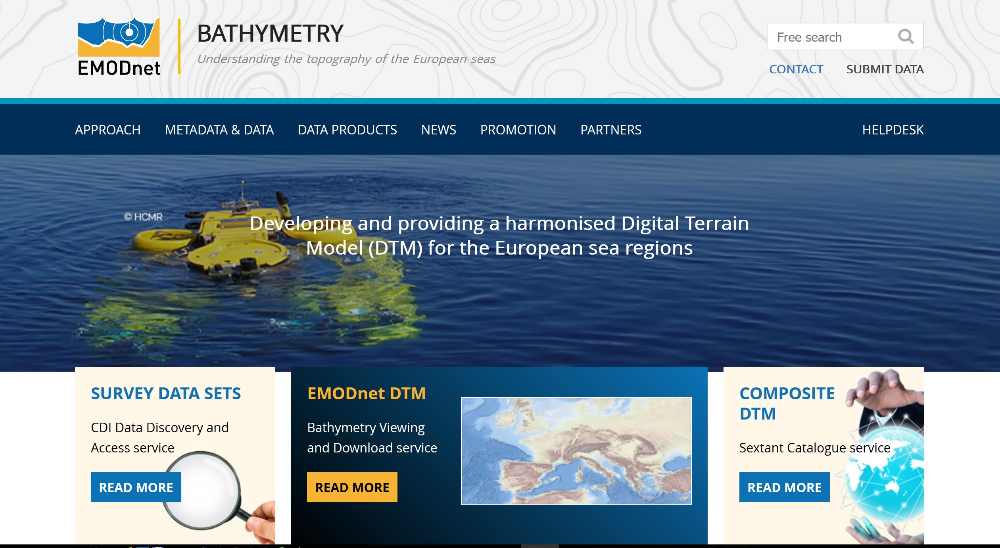 EMODnet
BATHYMETRY
Understanding the topography of the European seas
Free search
CONTACT SUBMIT DATA
APPROACH METADATA & DATA DATA PRODUCTS NEWS PROMOTION PARTNERS HELPDESK
© HCMR
Developing and providing a harmonised Digital Terrain
Model (DTM) for the European sea regions
SURVEY DATA SETS
CDI Data Discovery and
Access service
READ MORE
EMODnet DTM
Bathymetry Viewing
and Download service
READ MORE
COMPOSITE
DTM
Sextant Catalogue service
READ MORE